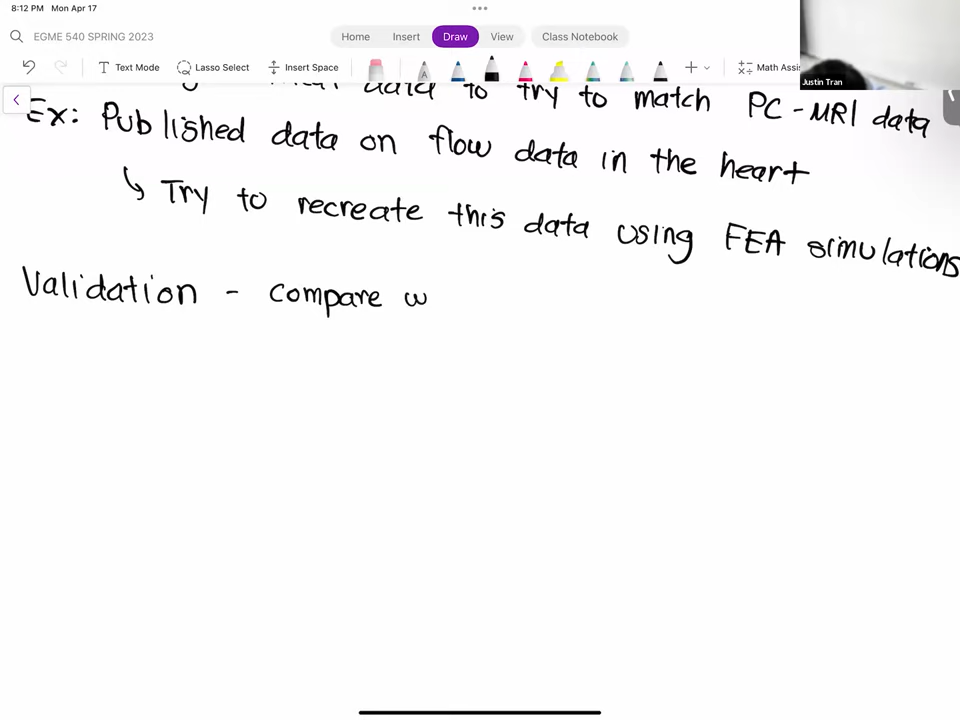 8:12 PM Mon Apr 17
EGME 540 SPRING 2023
Home Insert Draw View Class Notebook
Text Mode Lasso Select Insert Space Math
Justin Tran
data to try to match PC-MRI data
Ex: Published data on flow data in the heart
↳ Try to recreate this data using FEA simulations
Validation - compare w